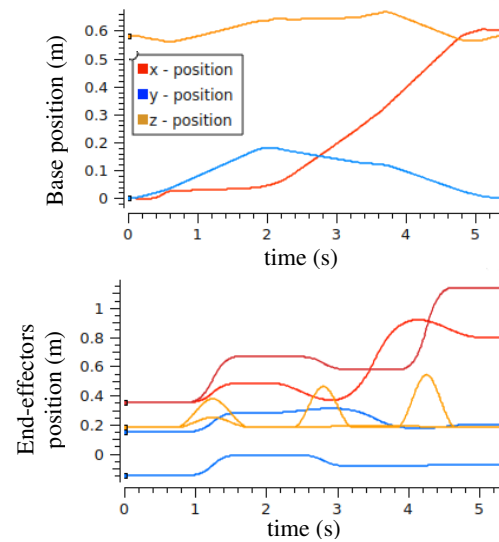 Base position (m)
0.6
0.5
0.4
0.3
0.2
0.1
0
x - position
y - position
z - position
0 1 2 3 4 5
time (s)
End-effectors
position (m)
1
0.8
0.6
0.4
0.2
0
0 1 2 3 4 5
time (s)